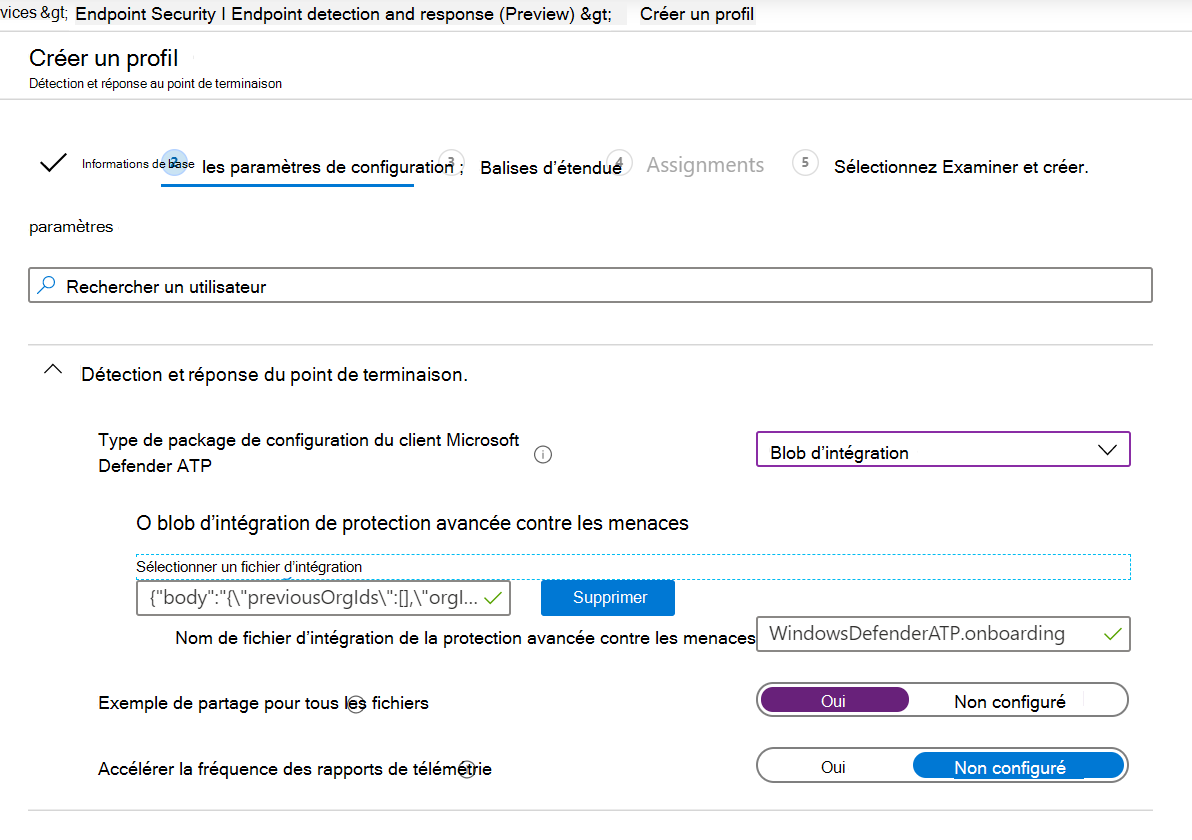 vices &gt; Endpoint Security | Endpoint detection and response (Preview) &gt; Créer un profil
Créer un profil
Détection et réponse au point de terminaison
Informations de base 2 les paramètres de configuration ; 3 Balises d’étendue 4 Assignments 5 Sélectionnez Examiner et créer.
paramètres
Rechercher un utilisateur
Détection et réponse du point de terminaison.
Type de package de configuration du client Microsoft
Defender ATP
Blob d’intégration
O blob d’intégration de protection avancée contre les menaces
Sélectionner un fichier d’intégration
{"body":"{\"previousOrgIds\":[],\"orgI... Supprimer
Nom de fichier d’intégration de la protection avancée contre les menaces WindowsDefenderATP.onboarding
Exemple de partage pour tous les fichiers Oui Non configuré
Accélérer la fréquence des rapports de télémétrie Oui Non configuré